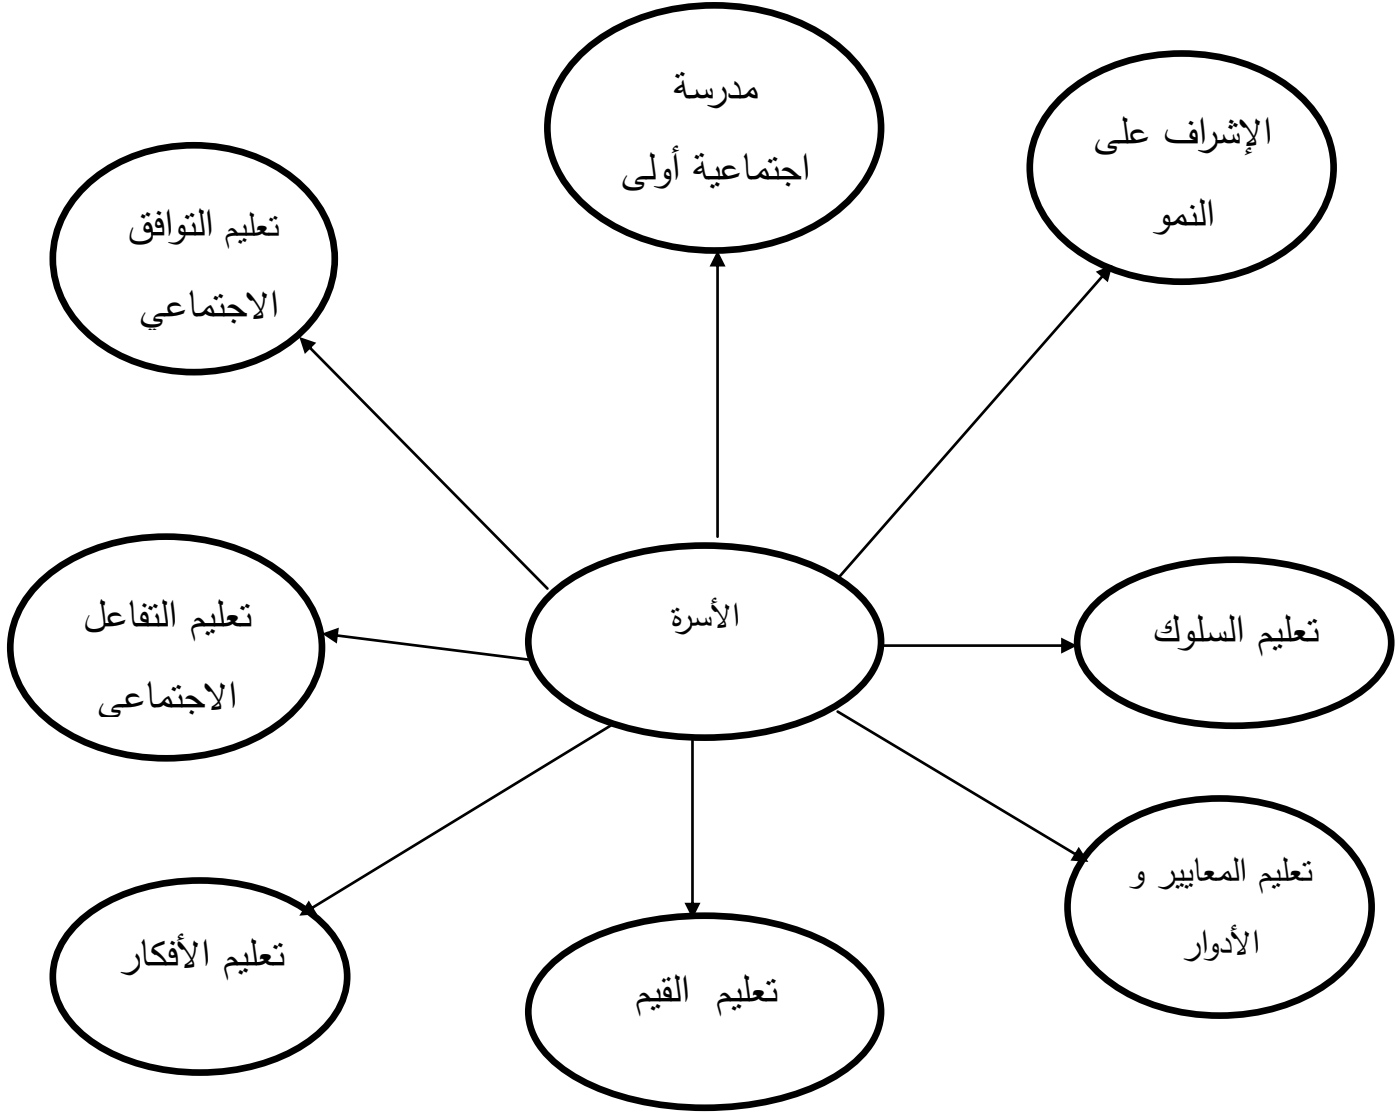 مدرسة
اجتماعية أولى
الإشراف على
النمو
تعليم التوافق
الاجتماعي
الأسرة
تعليم السلوك
تعليم التفاعل
الاجتماعي
تعليم المعايير و
الأدوار
تعليم الأفكار
تعليم القيم